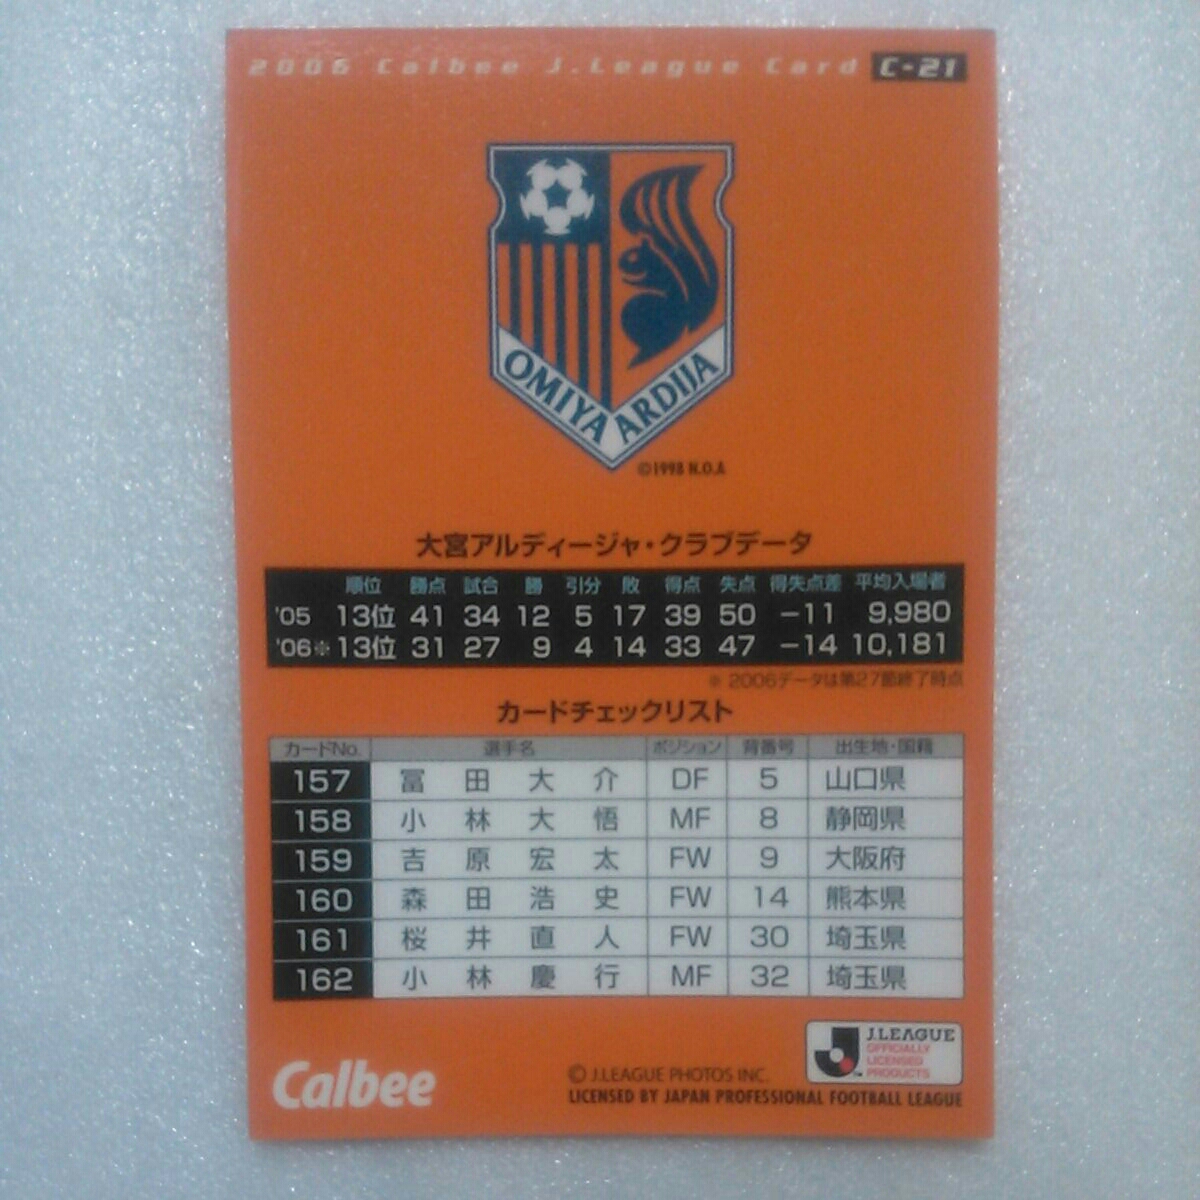 2006 Calbee J.League Card C-21
OMIYA ARDIJA
©1998 N.O.A
大宮アルディージャ・クラブデータ
順位 勝点 試合 勝 引分 敗 得点 失点 得失点差 平均入場者
'05 13位 41 34 12 5 17 39 50 −11 9,980
'06※ 13位 31 27 9 4 14 33 47 −14 10,181
※ 2006データは第27節終了時点
カードチェックリスト
カードNo. 選手名 ポジション 背番号 出生地・国籍
157 冨田大介 DF 5 山口県
158 小林大悟 MF 8 静岡県
159 吉原宏太 FW 9 大阪府
160 森田浩史 FW 14 熊本県
161 桜井直人 FW 30 埼玉県
162 小林慶行 MF 32 埼玉県
J.LEAGUE
OFFICIALLY
LICENSED
PRODUCTS
Calbee
© J.LEAGUE PHOTOS INC.
LICENSED BY JAPAN PROFESSIONAL FOOTBALL LEAGUE